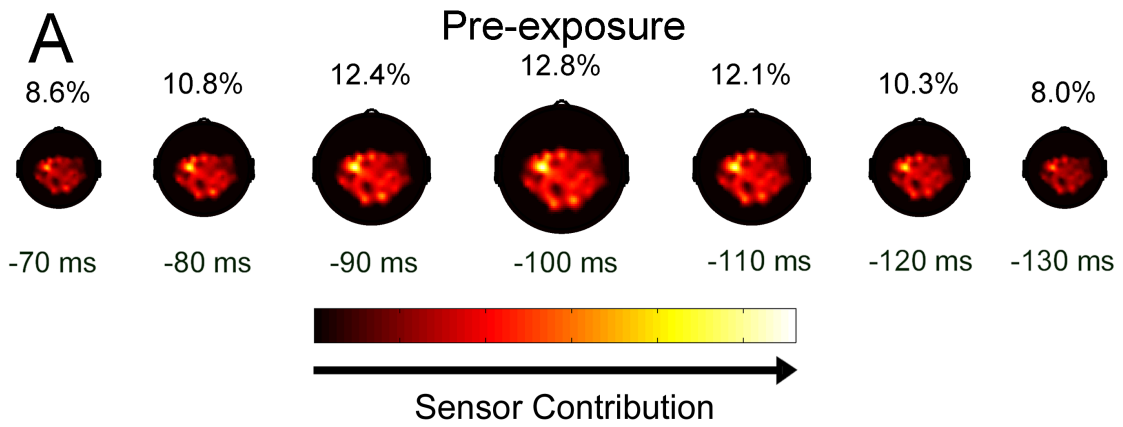 A
Pre-exposure
8.6% 10.8% 12.4% 12.8% 12.1% 10.3% 8.0%
-70 ms -80 ms -90 ms -100 ms -110 ms -120 ms -130 ms
Sensor Contribution